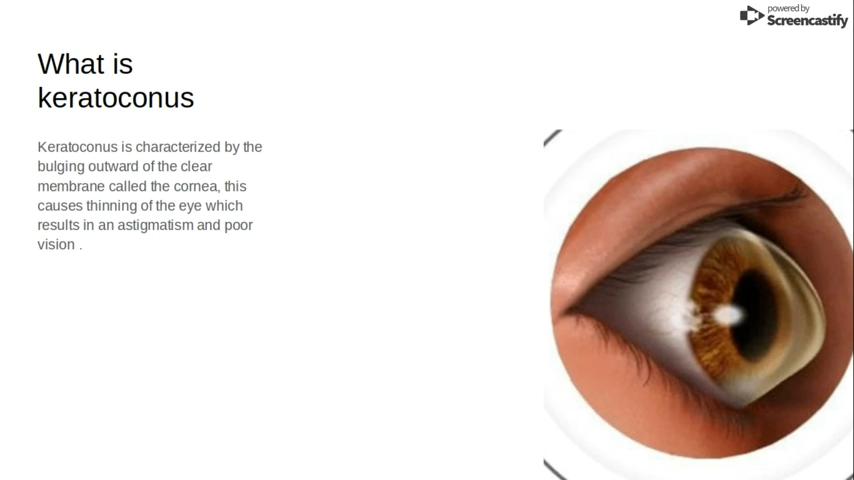 powered by
Screencastify
What is
keratoconus
Keratoconus is characterized by the
bulging outward of the clear
membrane called the cornea, this
causes thinning of the eye which
results in an astigmatism and poor
vision .